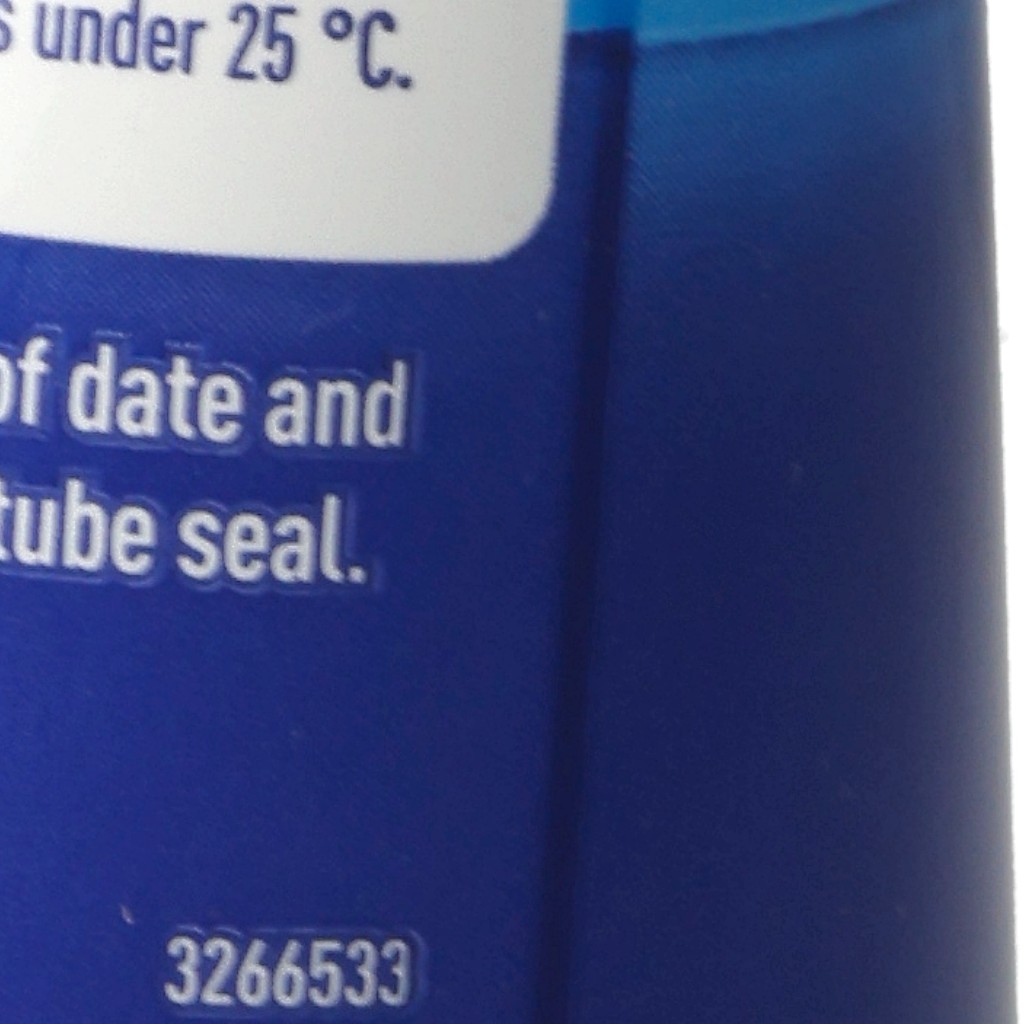 under 25 °C.
of date and
tube seal.
3266533